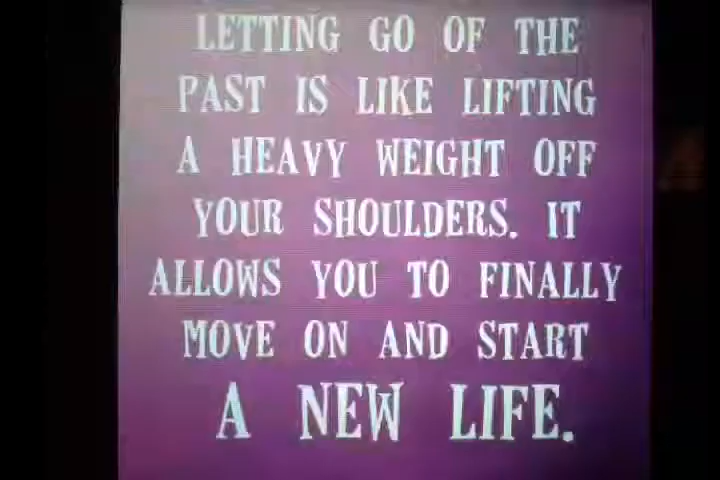 LETTING GO OF THE
PAST IS LIKE LIFTING
A HEAVY WEIGHT OFF
YOUR SHOULDERS. IT
ALLOWS YOU TO FINALLY
MOVE ON AND START
A NEW LIFE.